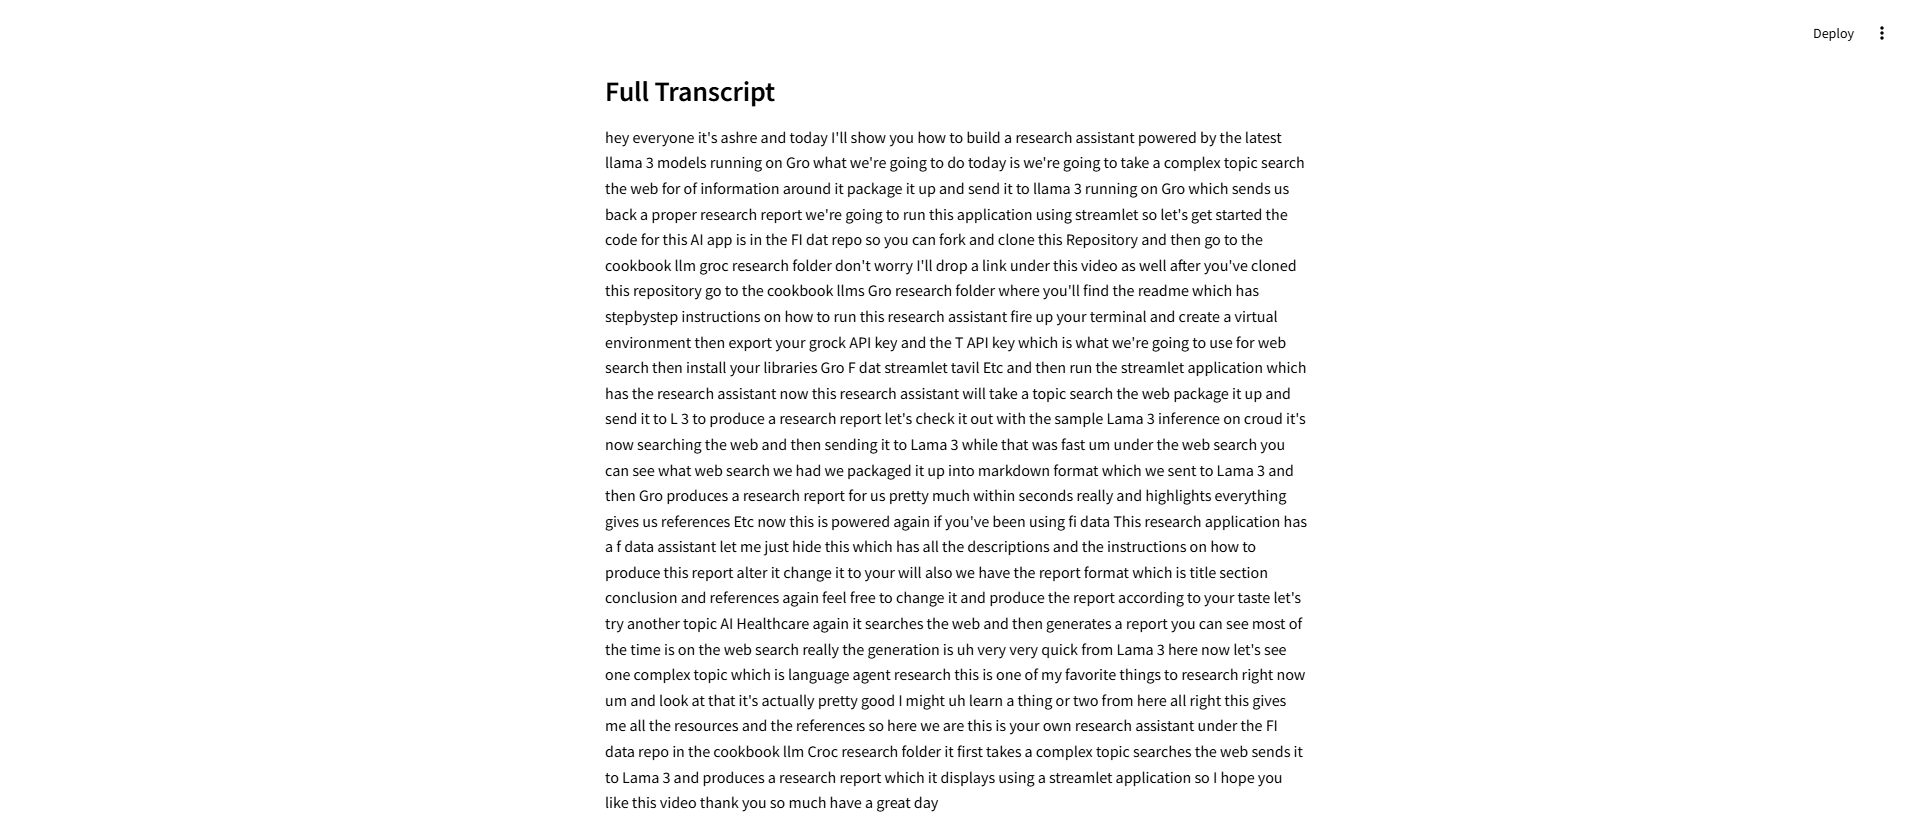 Deploy
Full Transcript
hey everyone it's ashre and today I'll show you how to build a research assistant powered by the latest
llama 3 models running on Gro what we're going to do today is we're going to take a complex topic search
the web for of information around it package it up and send it to llama 3 running on Gro which sends us
back a proper research report we're going to run this application using streamlet so let's get started the
code for this AI app is in the FI dat repo so you can fork and clone this Repository and then go to the
cookbook llm groc research folder don't worry I'll drop a link under this video as well after you've cloned
this repository go to the cookbook llms Gro research folder where you'll find the readme which has
stepbystep instructions on how to run this research assistant fire up your terminal and create a virtual
environment then export your grock API key and the T API key which is what we're going to use for web
search then install your libraries Gro F dat streamlet tavil Etc and then run the streamlet application which
has the research assistant now this research assistant will take a topic search the web package it up and
send it to L 3 to produce a research report let's check it out with the sample Lama 3 inference on croud it's
now searching the web and then sending it to Lama 3 while that was fast um under the web search you
can see what web search we had we packaged it up into markdown format which we sent to Lama 3 and
then Gro produces a research report for us pretty much within seconds really and highlights everything
gives us references Etc now this is powered again if you've been using fi data This research application has
a f data assistant let me just hide this which has all the descriptions and the instructions on how to
produce this report alter it change it to your will also we have the report format which is title section
conclusion and references again feel free to change it and produce the report according to your taste let's
try another topic AI Healthcare again it searches the web and then generates a report you can see most of
the time is on the web search really the generation is uh very very quick from Lama 3 here now let's see
one complex topic which is language agent research this is one of my favorite things to research right now
um and look at that it's actually pretty good I might uh learn a thing or two from here all right this gives
me all the resources and the references so here we are this is your own research assistant under the FI
data repo in the cookbook llm Croc research folder it first takes a complex topic searches the web sends it
to Lama 3 and produces a research report which it displays using a streamlet application so I hope you
like this video thank you so much have a great day